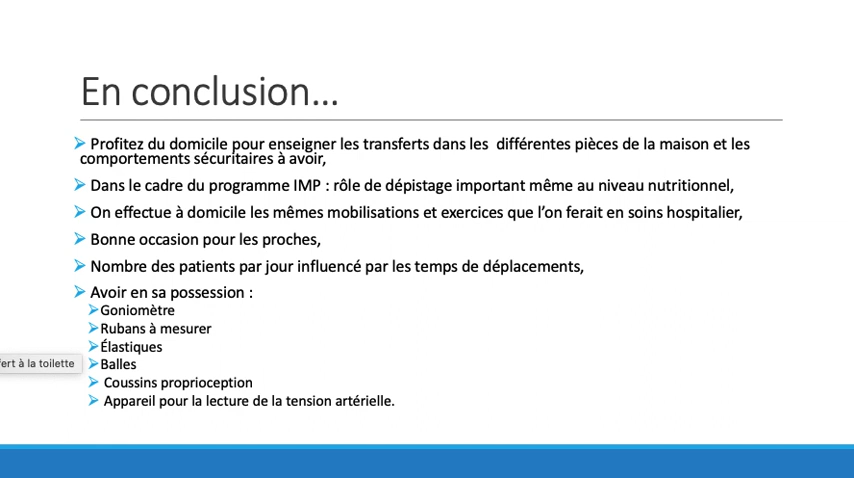 En conclusion...
➢ Profitez du domicile pour enseigner les transferts dans les différentes pièces de la maison et les
comportements sécuritaires à avoir,
➢ Dans le cadre du programme IMP : rôle de dépistage important même au niveau nutritionnel,
➢ On effectue à domicile les mêmes mobilisations et exercices que l’on ferait en soins hospitalier,
➢ Bonne occasion pour les proches,
➢ Nombre des patients par jour influencé par les temps de déplacements,
➢ Avoir en sa possession :
➢Goniomètre
➢Rubans à mesurer
➢Élastiques
fert à la toilette
➢Balles
➢ Coussins proprioception
➢ Appareil pour la lecture de la tension artérielle.